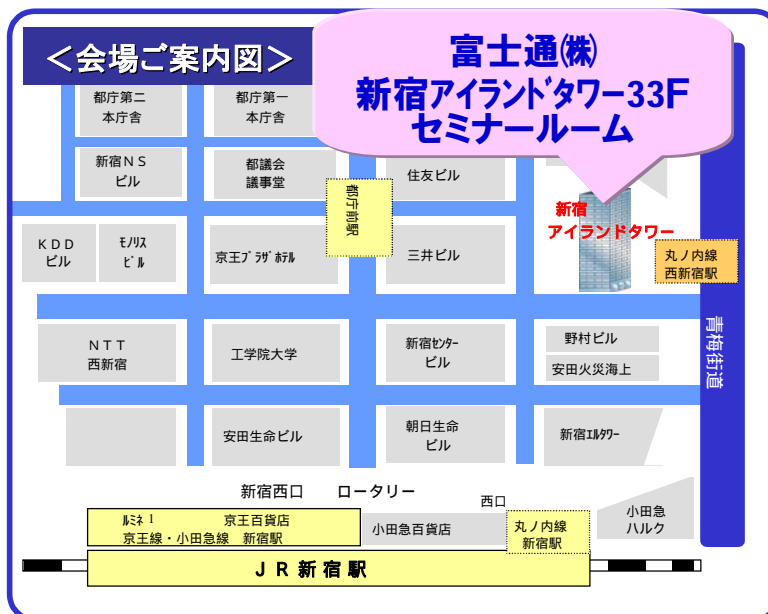 ＜会場ご案内図＞
富士通㈱
新宿ｱｲﾗﾝﾄﾞﾀﾜｰ33F
セミナールーム
都庁第二
本庁舎
都庁第一
本庁舎
新宿ＮＳ
ビル
都議会
議事堂
都庁前駅
住友ビル
新宿
アイランドタワー
ＫＤＤ
ビル
ﾓﾉﾘｽ
ﾋﾞﾙ
京王ﾌﾟﾗｻﾞﾎﾃﾙ
三井ビル
丸ノ内線
西新宿駅
青梅街道
ＮＴＴ
西新宿
工学院大学
新宿ｾﾝﾀｰ
ビル
野村ビル
安田火災海上
安田生命ビル
朝日生命
ビル
新宿ｴﾙﾀﾜｰ
新宿西口 ロータリー
西口
ﾙﾐﾈ 1 京王百貨店
京王線・小田急線 新宿駅
小田急百貨店
丸ノ内線
新宿駅
小田急
ハルク
ＪＲ新宿駅